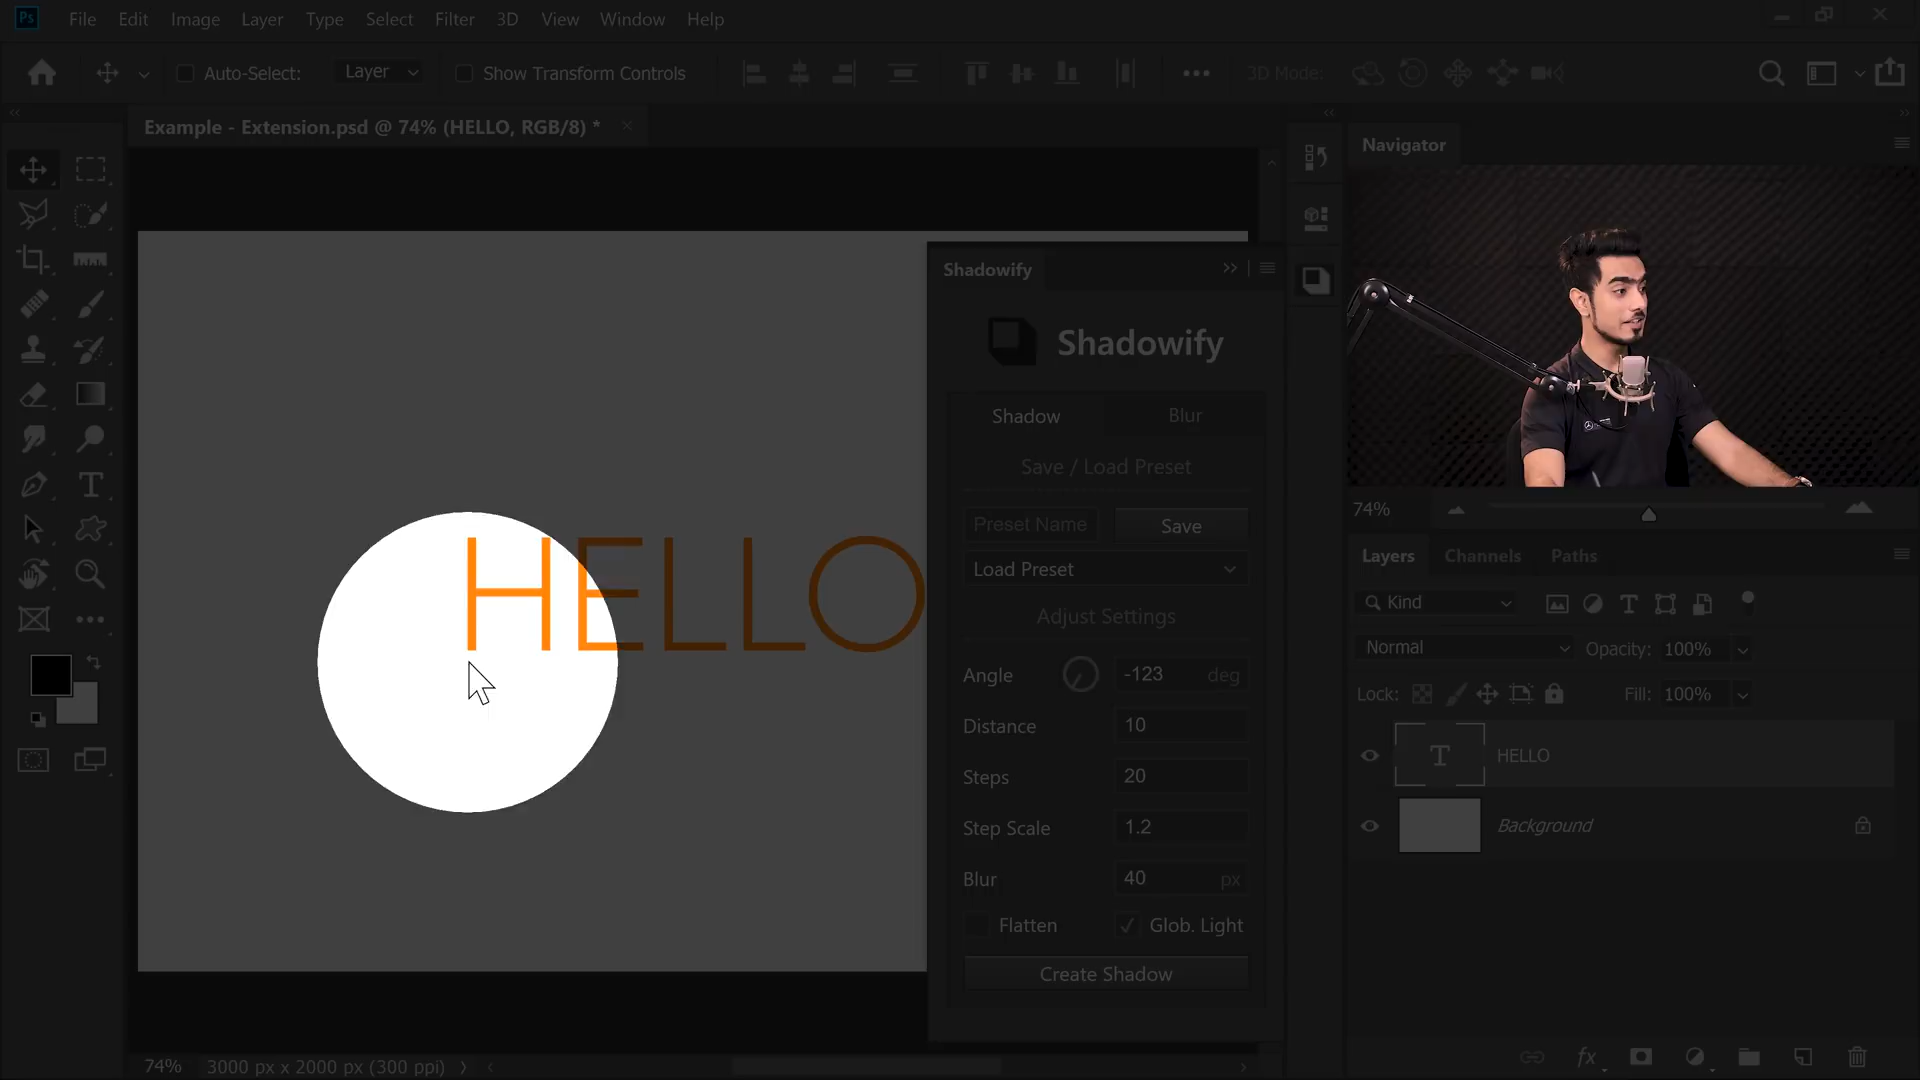 Ps File Edit Image Layer Type Select Filter 3D View Window Help
Auto-Select: Layer Show Transform Controls 3D Mode:
Example - Extension.psd @ 74% (HELLO, RGB/8) *
Navigator
Shadowify
Shadowify
Shadow Blur
Save / Load Preset
Preset Name Save
Load Preset
Adjust Settings
Angle -123 deg
Distance 10
Steps 20
Step Scale 1.2
Blur 40 px
Flatten Glob. Light
Create Shadow
HELLO
74%
Layers Channels Paths
Kind
Normal Opacity: 100%
Lock: Fill: 100%
T HELLO
Background
fx
74% 3000 px x 2000 px (300 ppi)